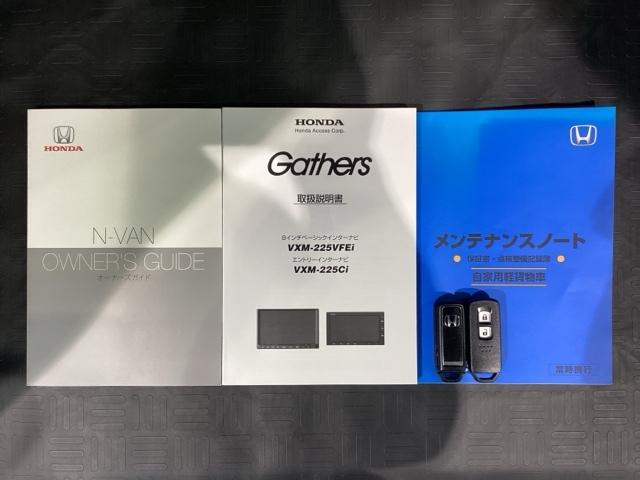 HONDA
N-VAN
OWNER'S GUIDE
オーナーズガイド
HONDA
Honda Access Corp.
Gathers
取扱説明書
8インチベーシックインターナビ
VXM-225VFEi
エントリーインターナビ
VXM-225Ci
メンテナンスノート
保証書・点検整備記録簿
自家用軽貨物車
常時携行